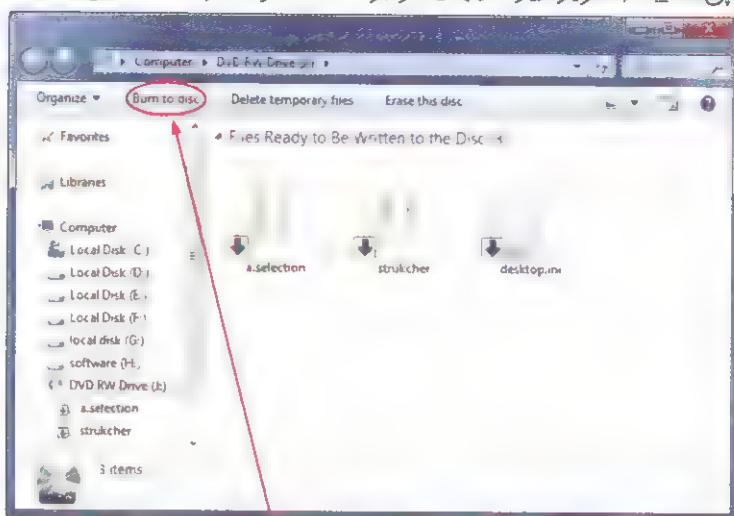 Computer ▸ DVD RW Drive
Organize ▾ Burn to disc Delete temporary files Erase this disc
Favorites
Files Ready to Be Written to the Disc
Libraries
Computer
Local Disk (C:)
Local Disk (D:)
Local Disk (E:)
Local Disk (F:)
local disk (G:)
software (H:)
DVD RW Drive
a.selection
strukcher
a.selection
strukcher
desktop.ini
3 items